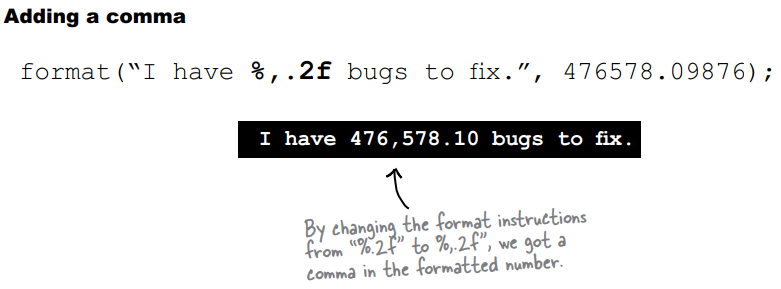 Adding a comma
format(“I have %,.2f bugs to fix.”, 476578.09876);
I have 476,578.10 bugs to fix.
By changing the format instructions
from “%.2f” to %,.2f”, we got a
comma in the formatted number.